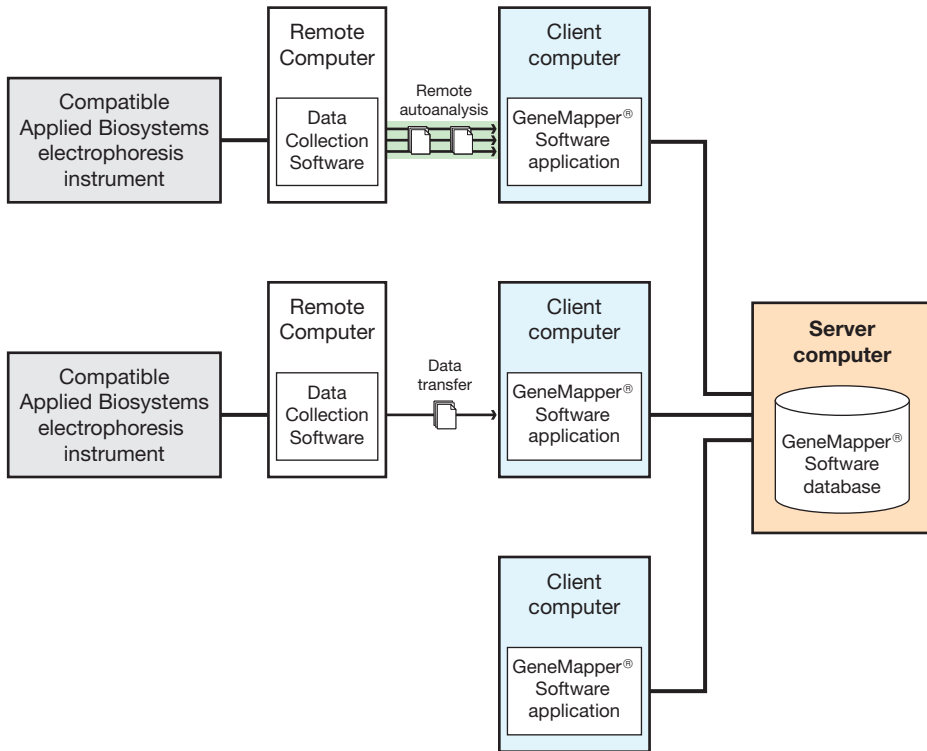 Remote
Computer
Client
computer
Compatible
Applied Biosystems
electrophoresis
instrument
Data
Collection
Software
Remote
autoanalysis
GeneMapper®
Software
application
Remote
Computer
Client
computer
Compatible
Applied Biosystems
electrophoresis
instrument
Data
Collection
Software
Data
transfer
GeneMapper®
Software
application
Server
computer
GeneMapper®
Software
database
Client
computer
GeneMapper®
Software
application